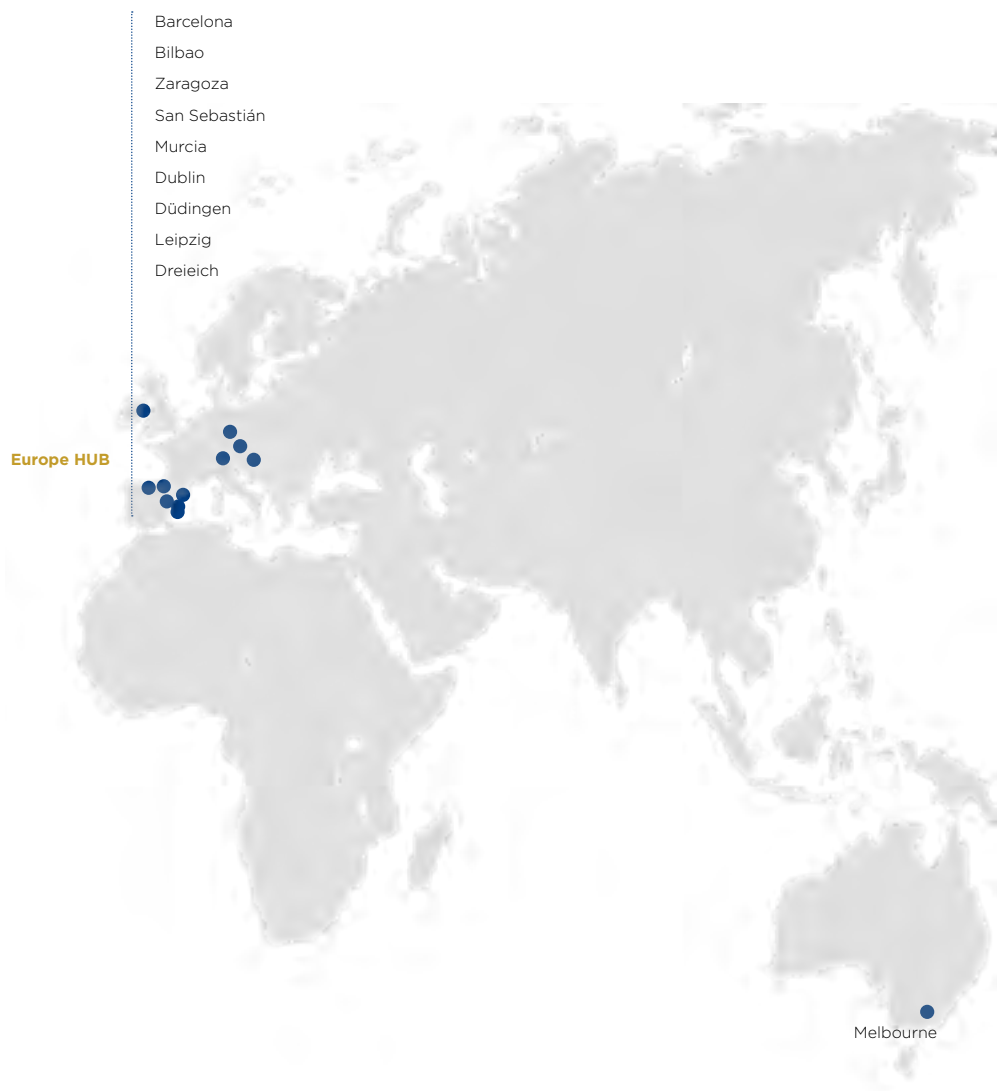 Barcelona
Bilbao
Zaragoza
San Sebastián
Murcia
Dublin
Düdingen
Leipzig
Dreieich
Europe HUB
Melbourne